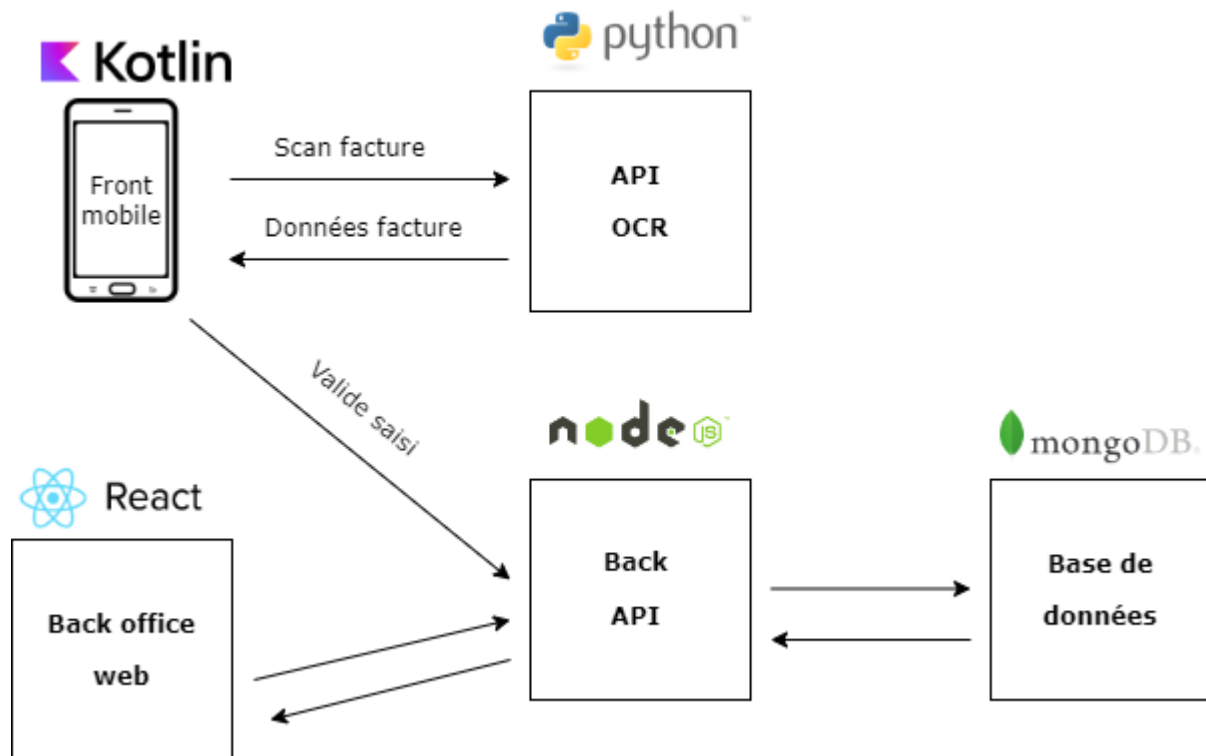 Kotlin
python™
Front
mobile
Scan facture
Données facture
API
OCR
Valide saisi
node
JS
mongoDB.
React
Back office
web
Back
API
Base de
données